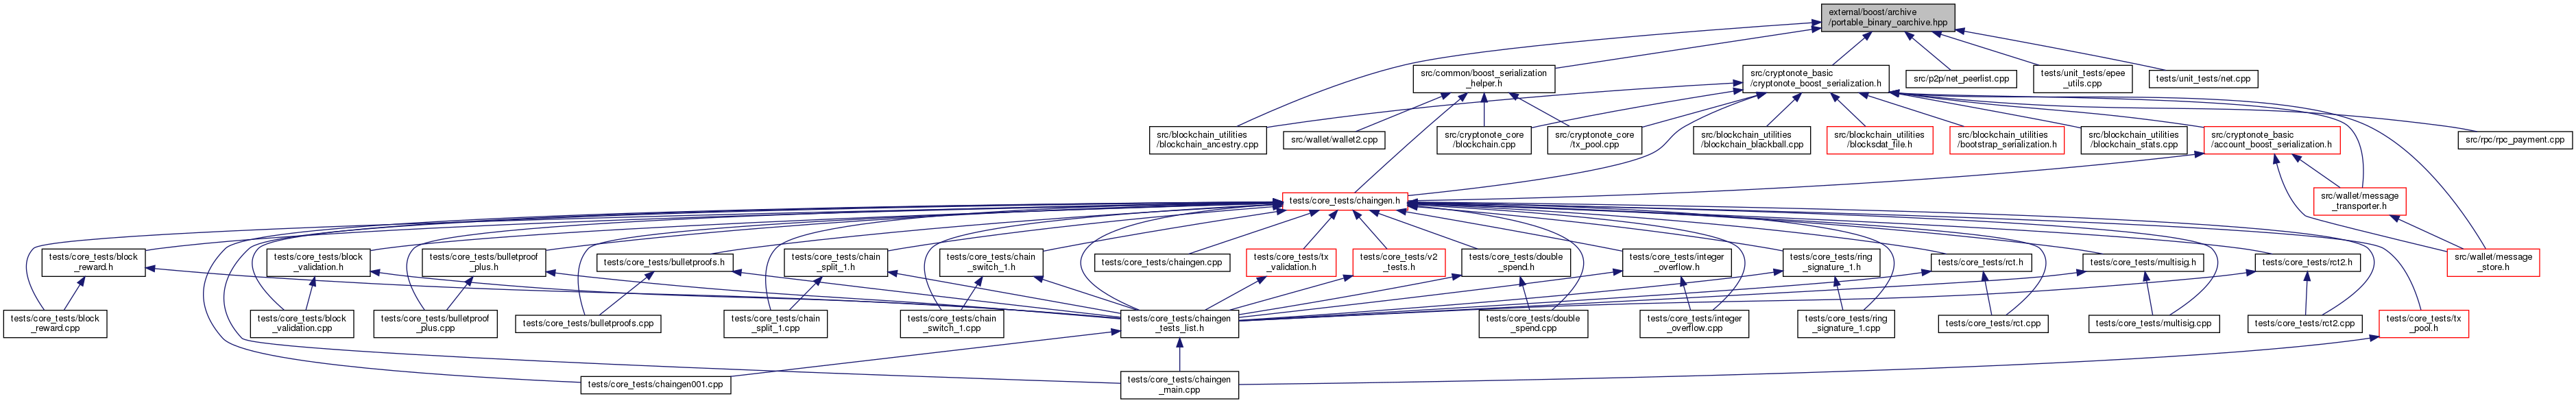 external/boost/archive
/portable_binary_oarchive.hpp
src/common/boost_serialization
_helper.h
src/cryptonote_basic
/cryptonote_boost_serialization.h
src/p2p/net_peerlist.cpp
tests/unit_tests/epee
_utils.cpp
tests/unit_tests/net.cpp
src/blockchain_utilities
/blockchain_ancestry.cpp
src/wallet/wallet2.cpp
src/cryptonote_core
/blockchain.cpp
src/cryptonote_core
/tx_pool.cpp
src/blockchain_utilities
/blockchain_blackball.cpp
src/blockchain_utilities
/blocksdat_file.h
src/blockchain_utilities
/bootstrap_serialization.h
src/blockchain_utilities
/blockchain_stats.cpp
src/cryptonote_basic
/account_boost_serialization.h
src/rpc/rpc_payment.cpp
tests/core_tests/chaingen.h
src/wallet/message
_transporter.h
tests/core_tests/block
_reward.h
tests/core_tests/block
_validation.h
tests/core_tests/bulletproof
_plus.h
tests/core_tests/bulletproofs.h
tests/core_tests/chain
_split_1.h
tests/core_tests/chain
_switch_1.h
tests/core_tests/chaingen.cpp
tests/core_tests/tx
_validation.h
tests/core_tests/v2
_tests.h
tests/core_tests/double
_spend.h
tests/core_tests/integer
_overflow.h
tests/core_tests/ring
_signature_1.h
tests/core_tests/rct.h
tests/core_tests/multisig.h
tests/core_tests/rct2.h
src/wallet/message
_store.h
tests/core_tests/block
_reward.cpp
tests/core_tests/block
_validation.cpp
tests/core_tests/bulletproof
_plus.cpp
tests/core_tests/bulletproofs.cpp
tests/core_tests/chain
_split_1.cpp
tests/core_tests/chain
_switch_1.cpp
tests/core_tests/chaingen
_tests_list.h
tests/core_tests/double
_spend.cpp
tests/core_tests/integer
_overflow.cpp
tests/core_tests/ring
_signature_1.cpp
tests/core_tests/rct.cpp
tests/core_tests/multisig.cpp
tests/core_tests/rct2.cpp
tests/core_tests/tx
_pool.h
tests/core_tests/chaingen001.cpp
tests/core_tests/chaingen
_main.cpp